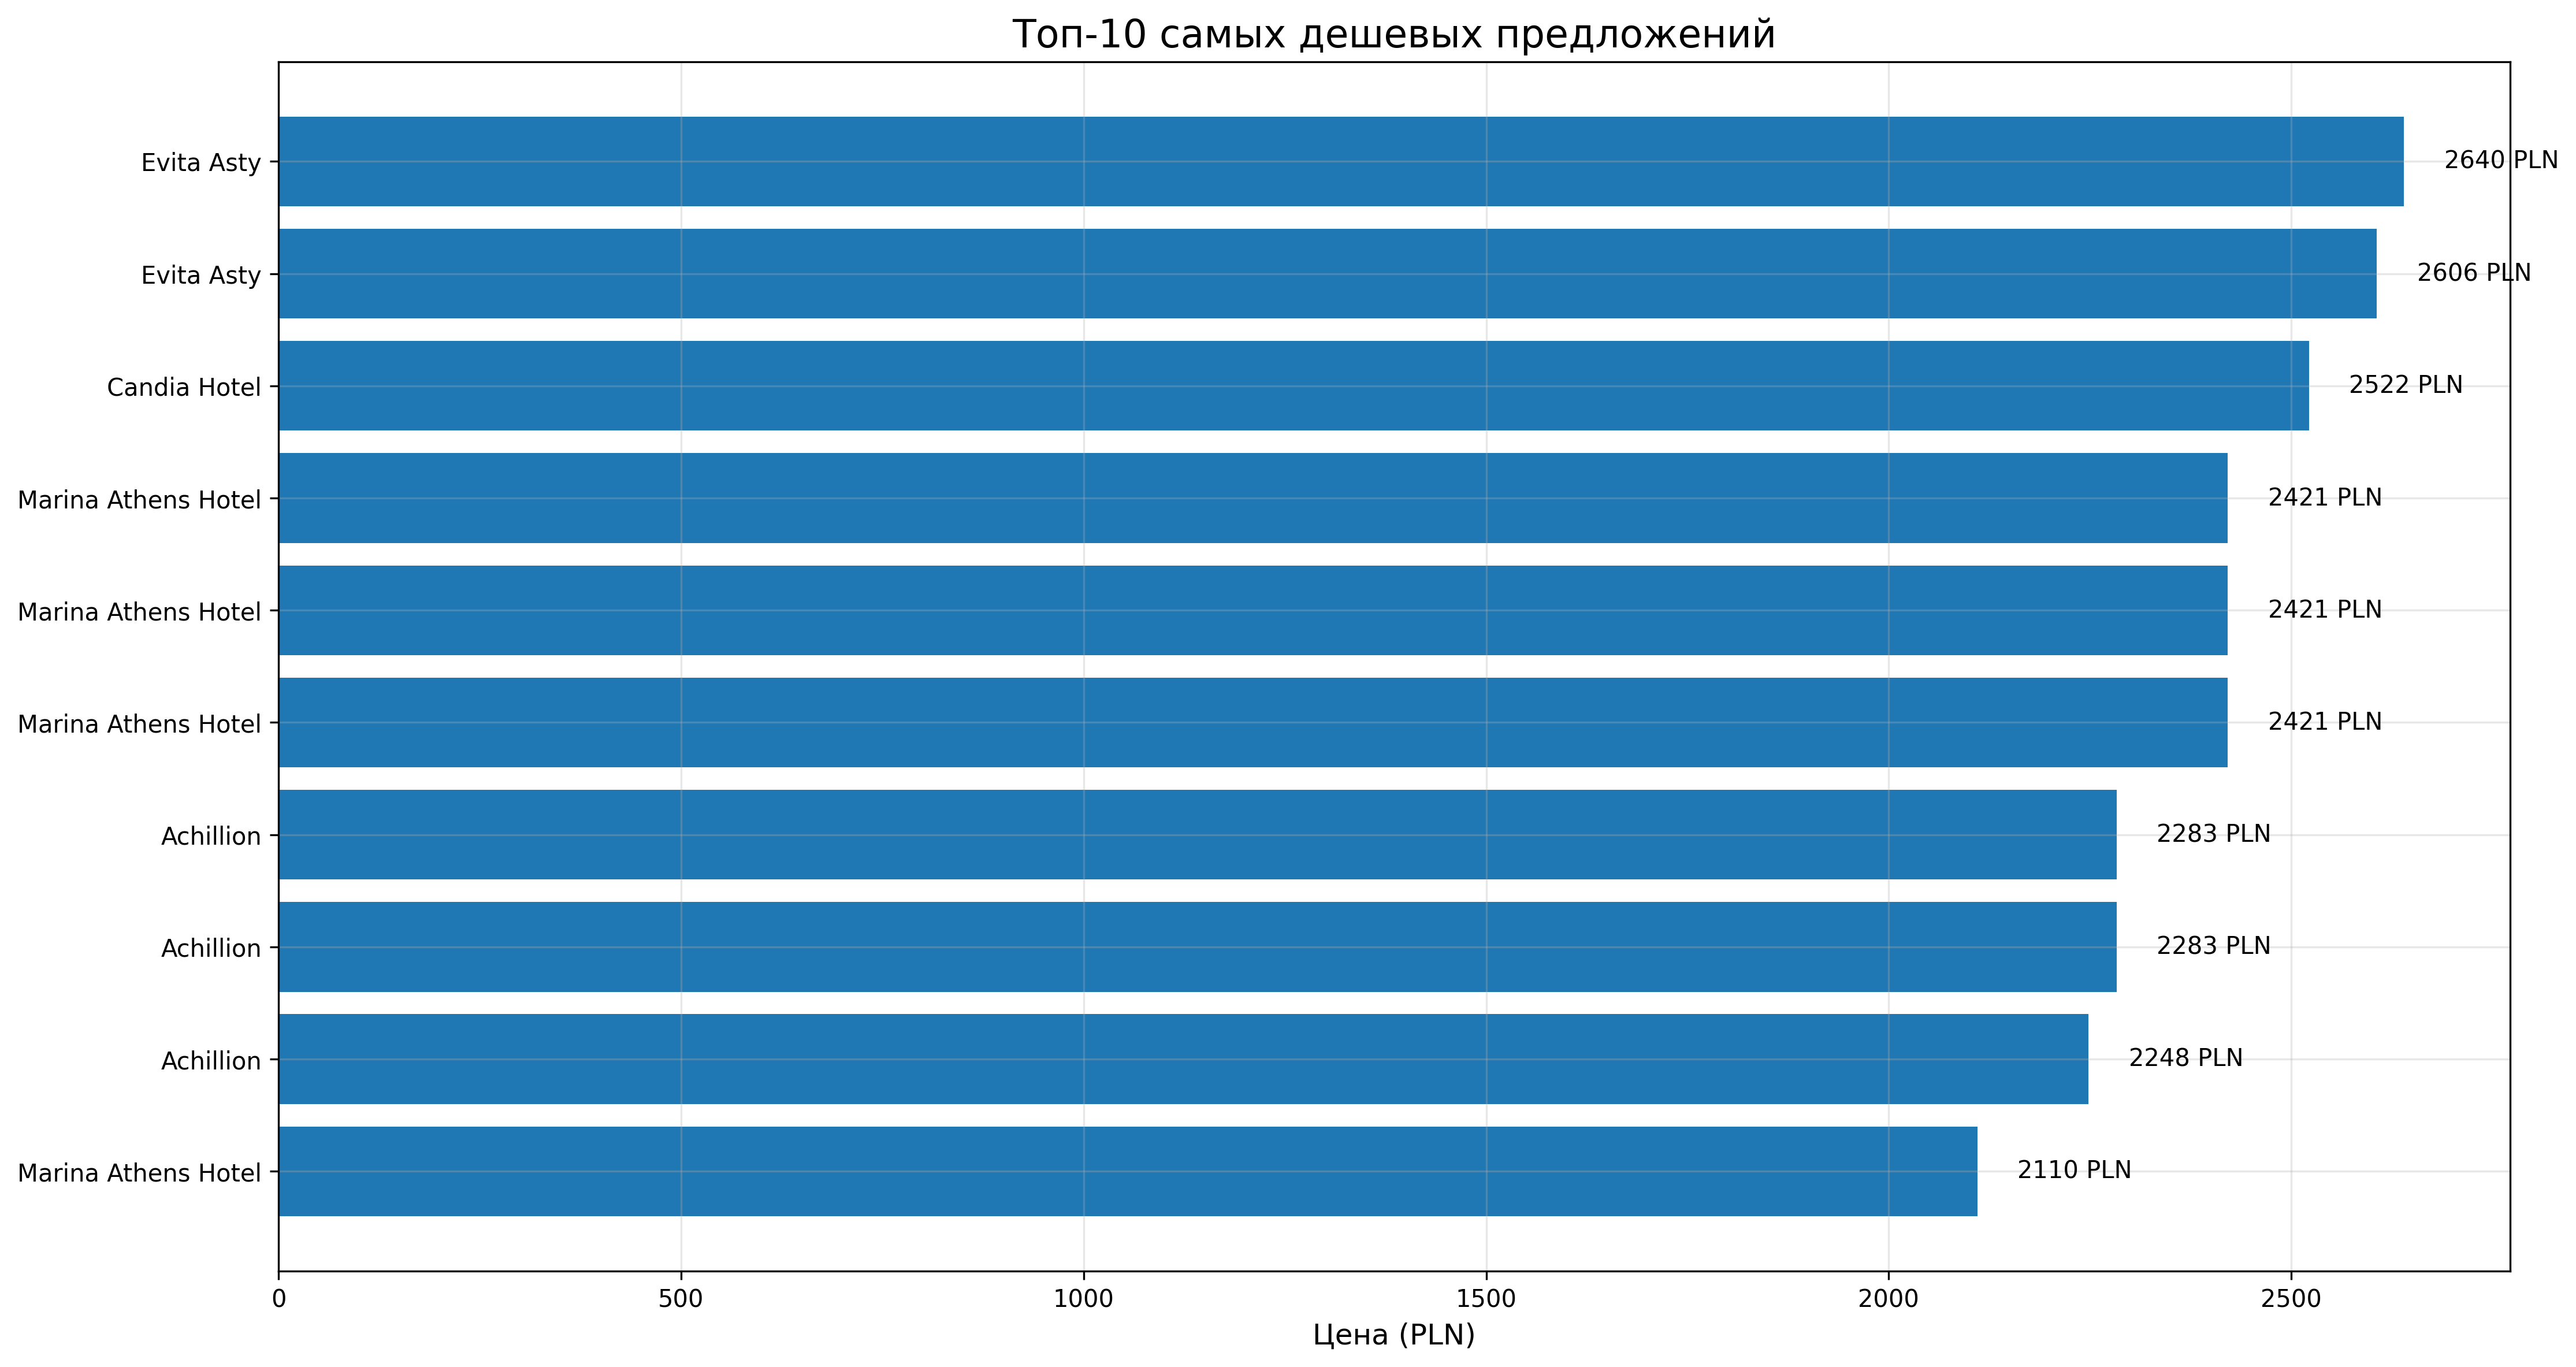 Топ-10 самых дешевых предложений
Evita Asty
2640 PLN
Evita Asty
2606 PLN
Candia Hotel
2522 PLN
Marina Athens Hotel
2421 PLN
Marina Athens Hotel
2421 PLN
Marina Athens Hotel
2421 PLN
Achillion
2283 PLN
Achillion
2283 PLN
Achillion
2248 PLN
Marina Athens Hotel
2110 PLN
0 500 1000 1500 2000 2500
Цена (PLN)